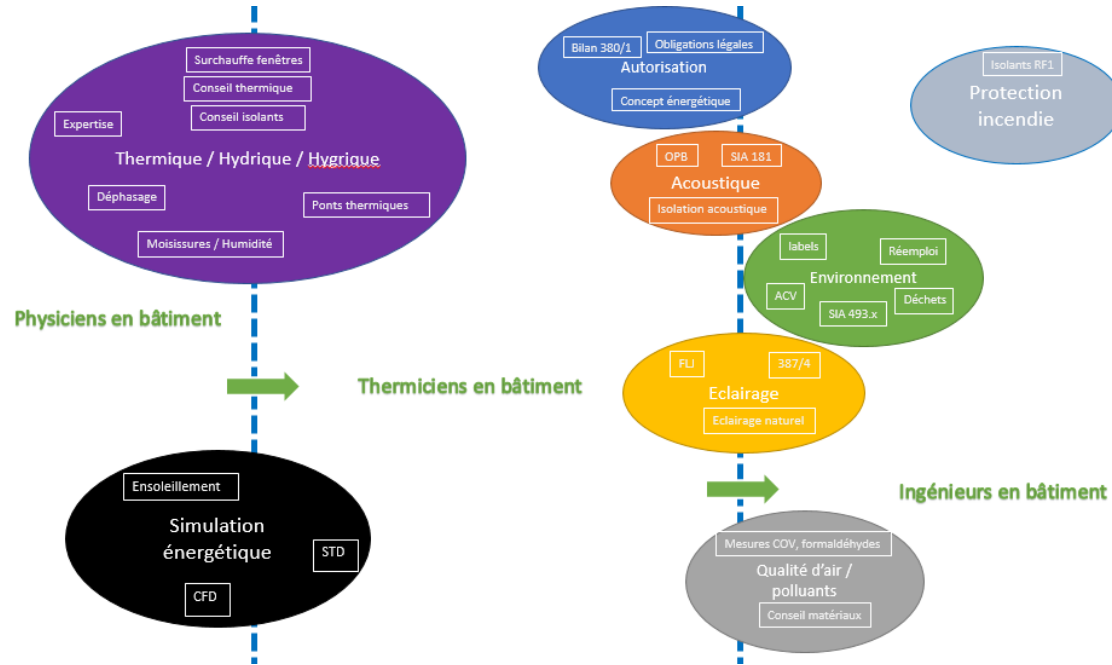 Surchauffe fenêtres
Conseil thermique
Conseil isolants
Expertise
Thermique / Hydrique / Hygrique
Déphasage
Ponts thermiques
Moisissures / Humidité
Bilan 380/1
Obligations légales
Autorisation
Concept énergétique
Isolants RF1
Protection
incendie
OPB
SIA 181
Acoustique
Isolation acoustique
labels
Réemploi
Environnement
ACV
SIA 493.x
Déchets
Physiciens en bâtiment
Thermiciens en bâtiment
FLJ
387/4
Eclairage
Eclairage naturel
Ensoleillement
Simulation
énergétique
STD
CFD
Ingénieurs en bâtiment
Mesures COV, formaldéhydes
Qualité d'air /
polluants
Conseil matériaux